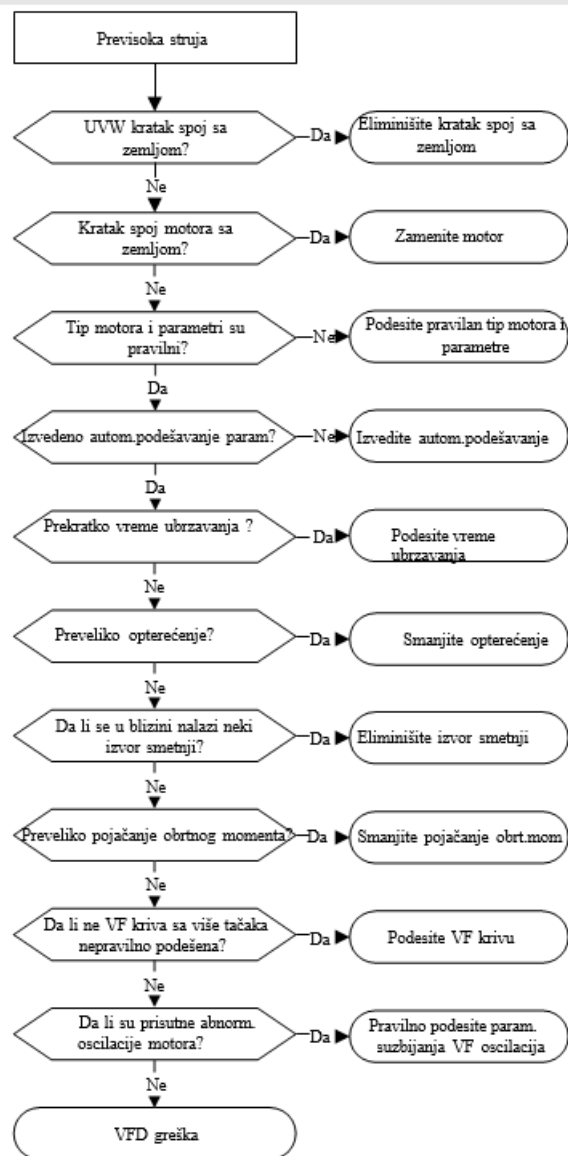 Previsoka struja
UVW kratak spoj sa
zemljom?
Da
Eliminišite kratak spoj sa
zemljom
Ne
Kratak spoj motora sa
zemljom?
Da
Zamenite motor
Ne
Tip motora i parametri su
pravilni?
Ne
Podesite pravilan tip motora i
parametre
Da
Izvedeno autom.podešavanje param?
Ne
Izvedite autom.podešavanje
Da
Prekratko vreme ubrzavanja ?
Da
Podesite vreme
ubrzavanja
Ne
Preveliko opterećenje?
Da
Smanjite opterećenje
Ne
Da li se u blizini nalazi neki
izvor smetnji?
Da
Eliminišite izvor smetnji
Ne
Preveliko pojačanje obrtnog momenta?
Da
Smanjite pojačanje obrt.mom
Ne
Da li ne VF kriva sa više tačaka
nepravilno podešena?
Da
Podesite VF krivu
Ne
Da li su prisutne abnorm.
oscilacije motora?
Da
Pravilno podesite param.
suzbijanja VF oscilacija
Ne
VFD greška